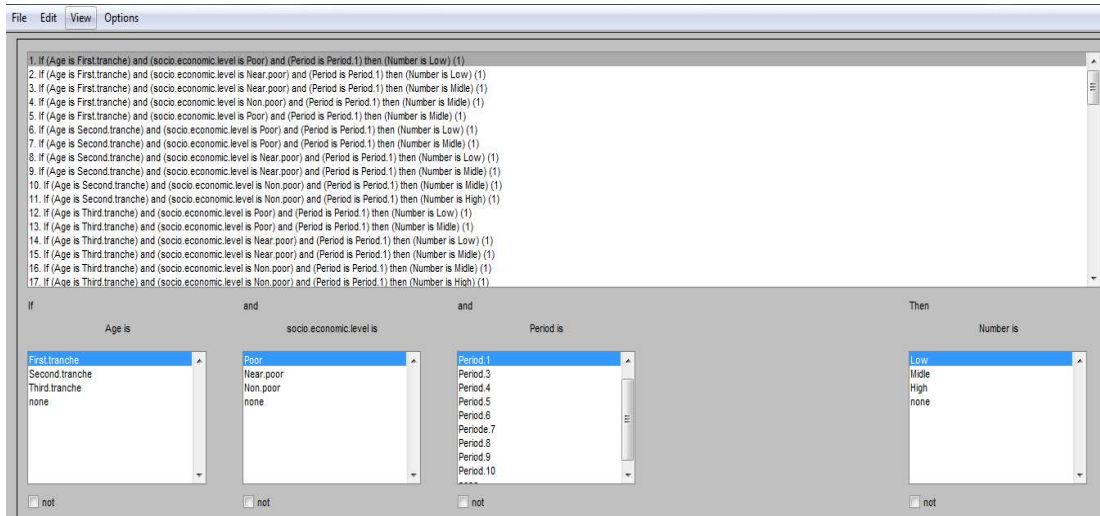 File Edit View Options
1. If (Age is First.tranche) and (socio.economic.level is Poor) and (Period is Period.1) then (Number is Low) (1)
2. If (Age is First.tranche) and (socio.economic.level is Near.poor) and (Period is Period.1) then (Number is Low) (1)
3. If (Age is First.tranche) and (socio.economic.level is Near.poor) and (Period is Period.1) then (Number is Midle) (1)
4. If (Age is First.tranche) and (socio.economic.level is Non.poor) and (Period is Period.1) then (Number is Midle) (1)
5. If (Age is First.tranche) and (socio.economic.level is Poor) and (Period is Period.1) then (Number is Midle) (1)
6. If (Age is Second.tranche) and (socio.economic.level is Poor) and (Period is Period.1) then (Number is Low) (1)
7. If (Age is Second.tranche) and (socio.economic.level is Poor) and (Period is Period.1) then (Number is Midle) (1)
8. If (Age is Second.tranche) and (socio.economic.level is Near.poor) and (Period is Period.1) then (Number is Low) (1)
9. If (Age is Second.tranche) and (socio.economic.level is Near.poor) and (Period is Period.1) then (Number is Midle) (1)
10. If (Age is Second.tranche) and (socio.economic.level is Non.poor) and (Period is Period.1) then (Number is Midle) (1)
11. If (Age is Second.tranche) and (socio.economic.level is Non.poor) and (Period is Period.1) then (Number is High) (1)
12. If (Age is Third.tranche) and (socio.economic.level is Poor) and (Period is Period.1) then (Number is Low) (1)
13. If (Age is Third.tranche) and (socio.economic.level is Poor) and (Period is Period.1) then (Number is Midle) (1)
14. If (Age is Third.tranche) and (socio.economic.level is Near.poor) and (Period is Period.1) then (Number is Low) (1)
15. If (Age is Third.tranche) and (socio.economic.level is Near.poor) and (Period is Period.1) then (Number is Midle) (1)
16. If (Age is Third.tranche) and (socio.economic.level is Non.poor) and (Period is Period.1) then (Number is Midle) (1)
17. If (Age is Third.tranche) and (socio.economic.level is Non.poor) and (Period is Period.1) then (Number is High) (1)
If and and Then
Age is socio.economic.level is Period is Number is
First.tranche
Second.tranche
Third.tranche
none
Poor
Near.poor
Non.poor
none
Period.1
Period.3
Period.4
Period.5
Period.6
Periode.7
Period.8
Period.9
Period.10
Low
Midle
High
none
not not not not